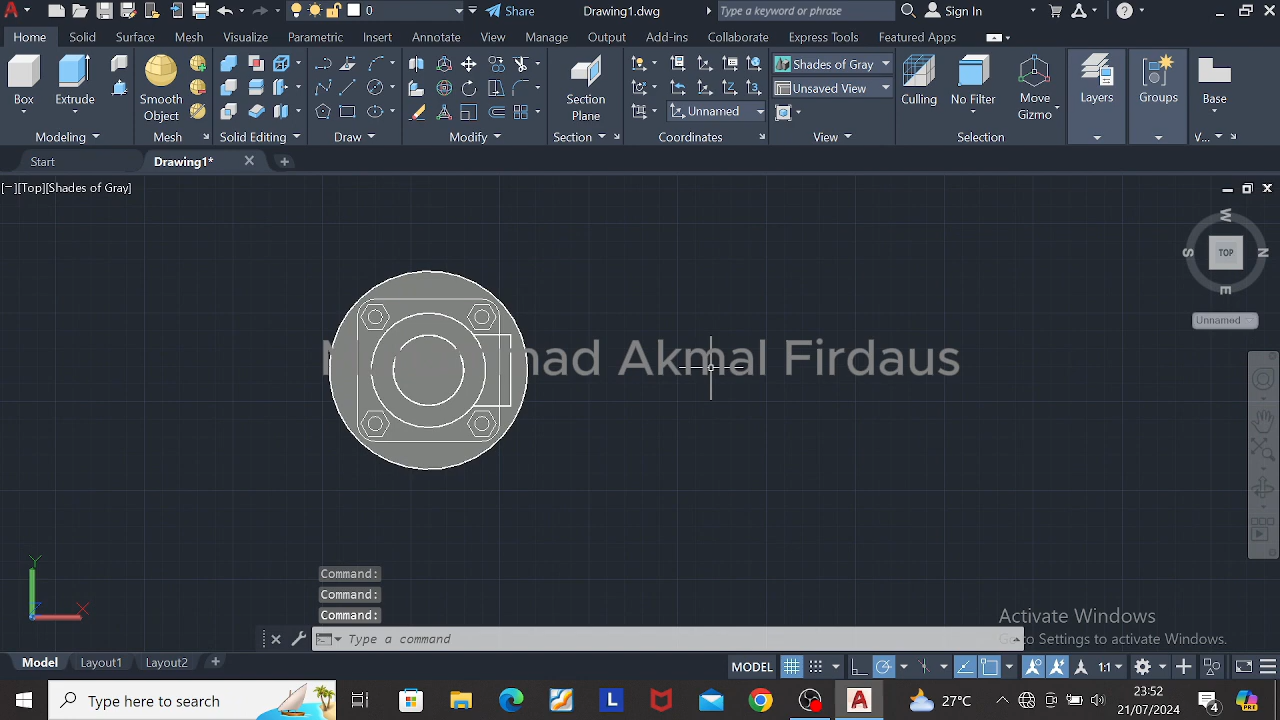 0
Share
Drawing1.dwg
Type a keyword or phrase
Sign In
Home
Solid
Surface
Mesh
Visualize
Parametric
Insert
Annotate
View
Manage
Output
Add-ins
Collaborate
Express Tools
Featured Apps
Box
Extrude
Smooth
Object
Section
Plane
Shades of Gray
Unsaved View
Unnamed
Culling
No Filter
Move
Gizmo
Layers
Groups
Base
Modeling
Mesh
Solid Editing
Draw
Modify
Section
Coordinates
View
Selection
V...
Start
Drawing1*
[−][Top][Shades of Gray]
W
S
TOP
N
E
Unnamed
Akmal Firdaus
Y
X
Command:
Command:
Command:
Type a command
Activate Windows
Go to Settings to activate Windows.
Model
Layout1
Layout2
MODEL
1:1
Type here to search
27°C
23:52
21/07/2024
4